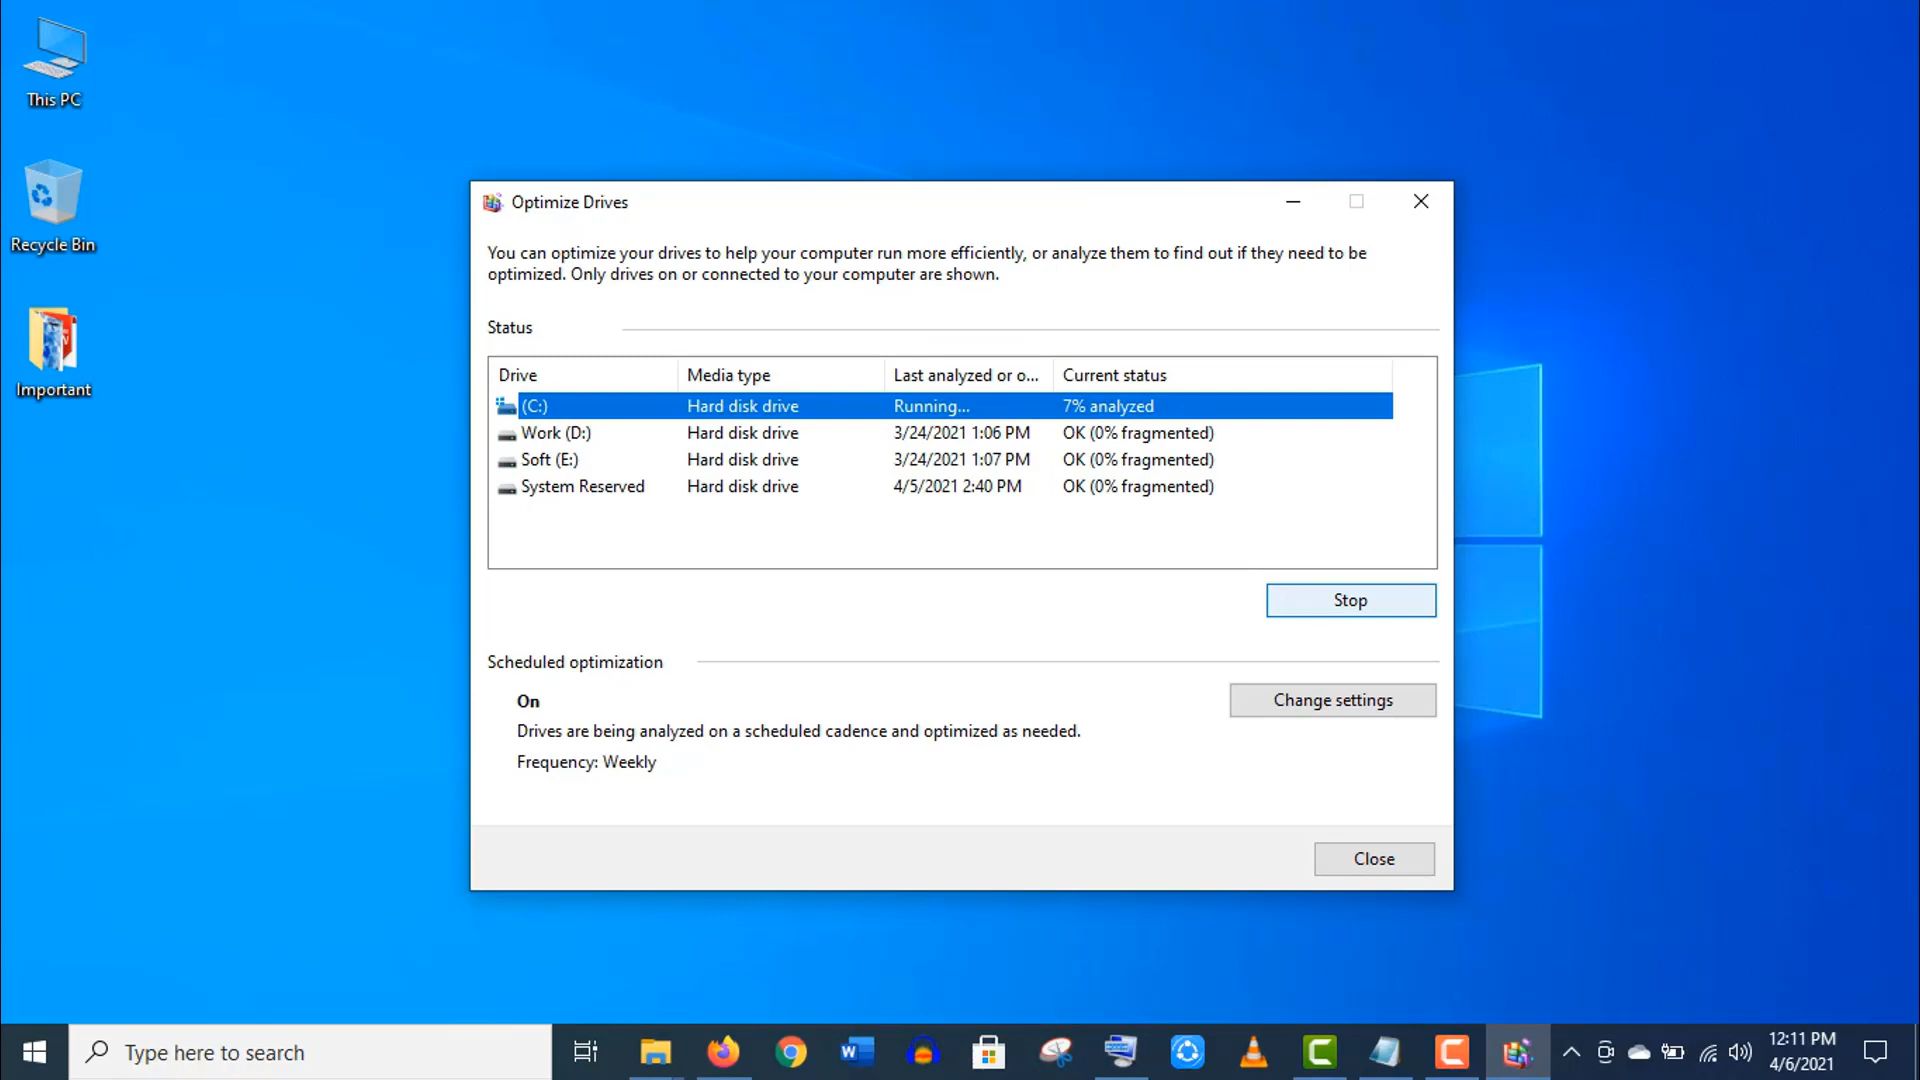 This PC
Recycle Bin
Important
Optimize Drives
You can optimize your drives to help your computer run more efficiently, or analyze them to find out if they need to be
optimized. Only drives on or connected to your computer are shown.
Status
Drive Media type Last analyzed or o... Current status
(C:) Hard disk drive Running... 7% analyzed
Work (D:) Hard disk drive 3/24/2021 1:06 PM OK (0% fragmented)
Soft (E:) Hard disk drive 3/24/2021 1:07 PM OK (0% fragmented)
System Reserved Hard disk drive 4/5/2021 2:40 PM OK (0% fragmented)
Stop
Scheduled optimization
On
Change settings
Drives are being analyzed on a scheduled cadence and optimized as needed.
Frequency: Weekly
Close
Type here to search
12:11 PM
4/6/2021